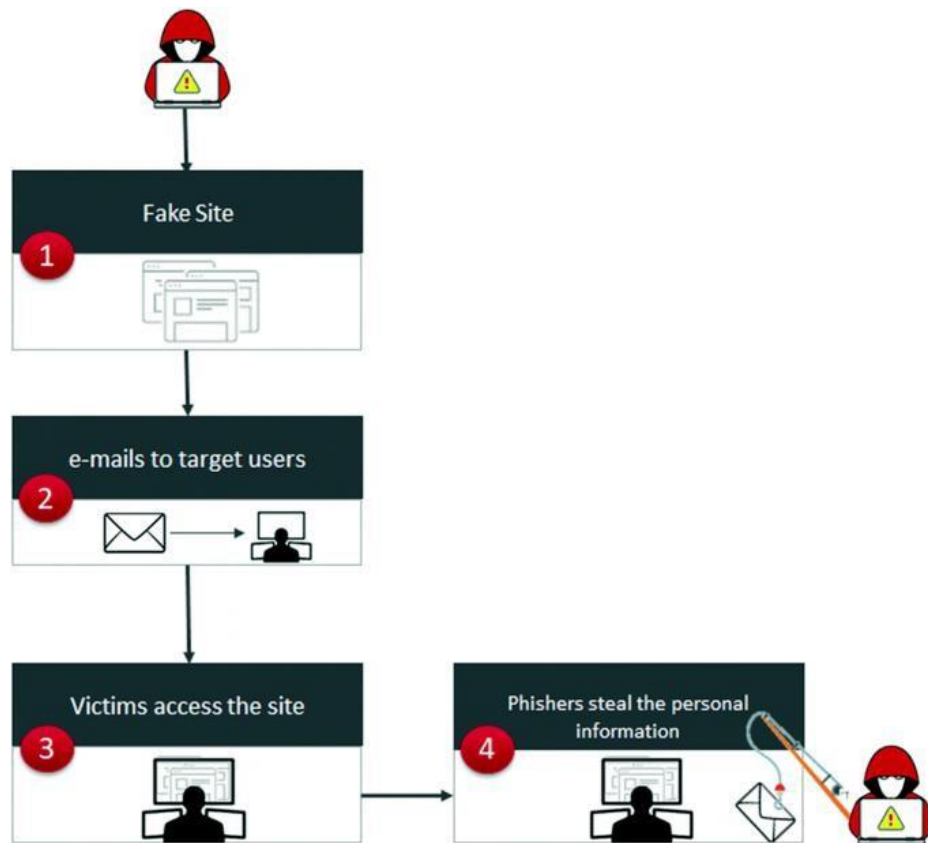 Fake Site
1
e-mails to target users
2
Victims access the site
3
Phishers steal the personal
information
4